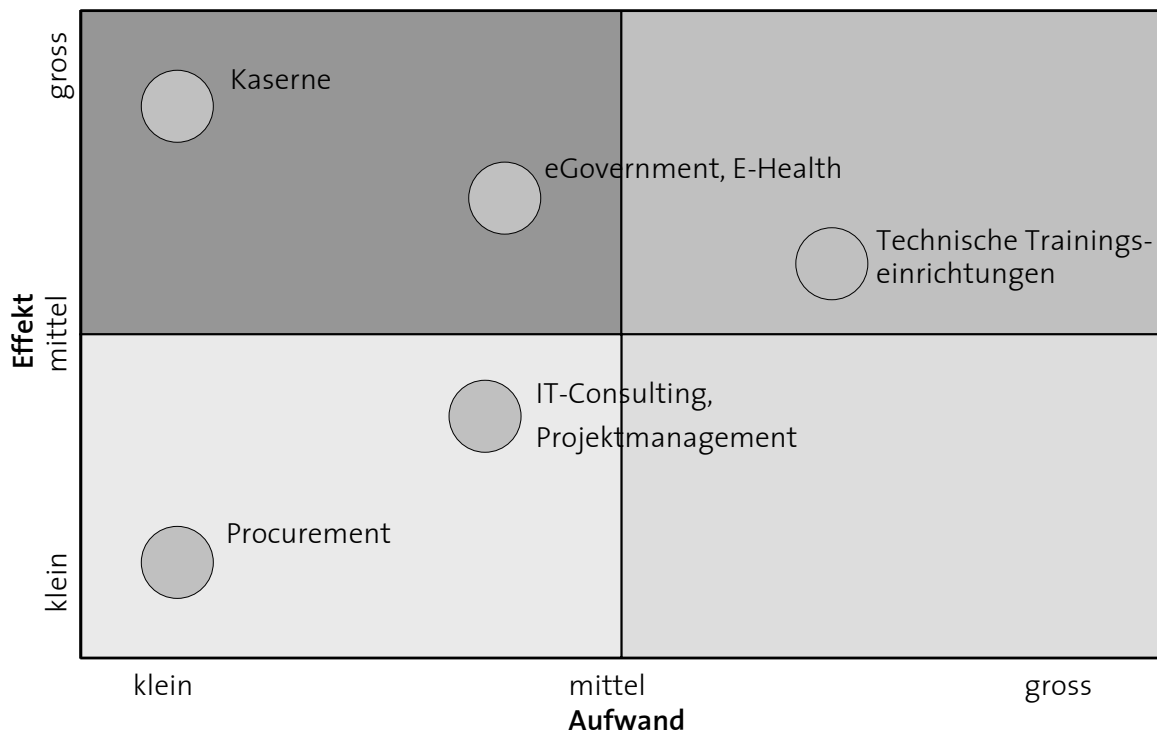 gross
Kaserne
eGovernment, E-Health
Technische Trainings-
einrichtungen
Effekt
mittel
IT-Consulting,
Projektmanagement
Procurement
klein
klein
mittel
gross
Aufwand